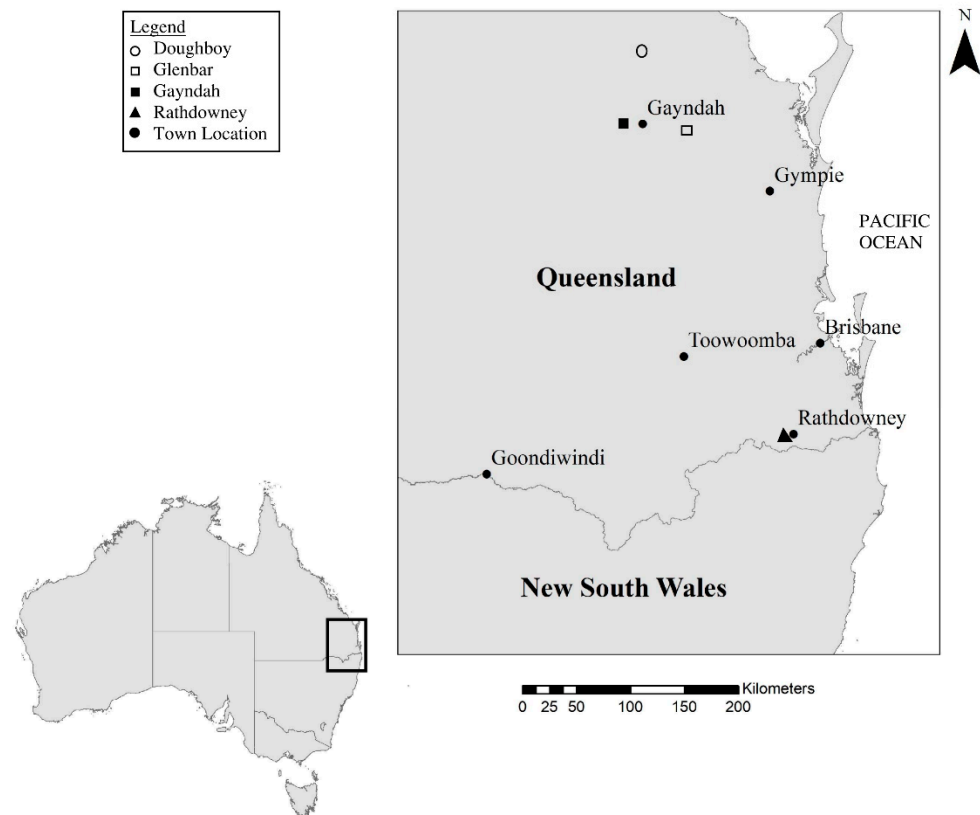 Legend
Doughboy
Glenbar
Gayndah
Rathdowney
Town Location
N
Gayndah
Gympie
PACIFIC
OCEAN
Queensland
Brisbane
Toowoomba
Rathdowney
Goondiwindi
New South Wales
Kilometers
0 25 50 100 150 200